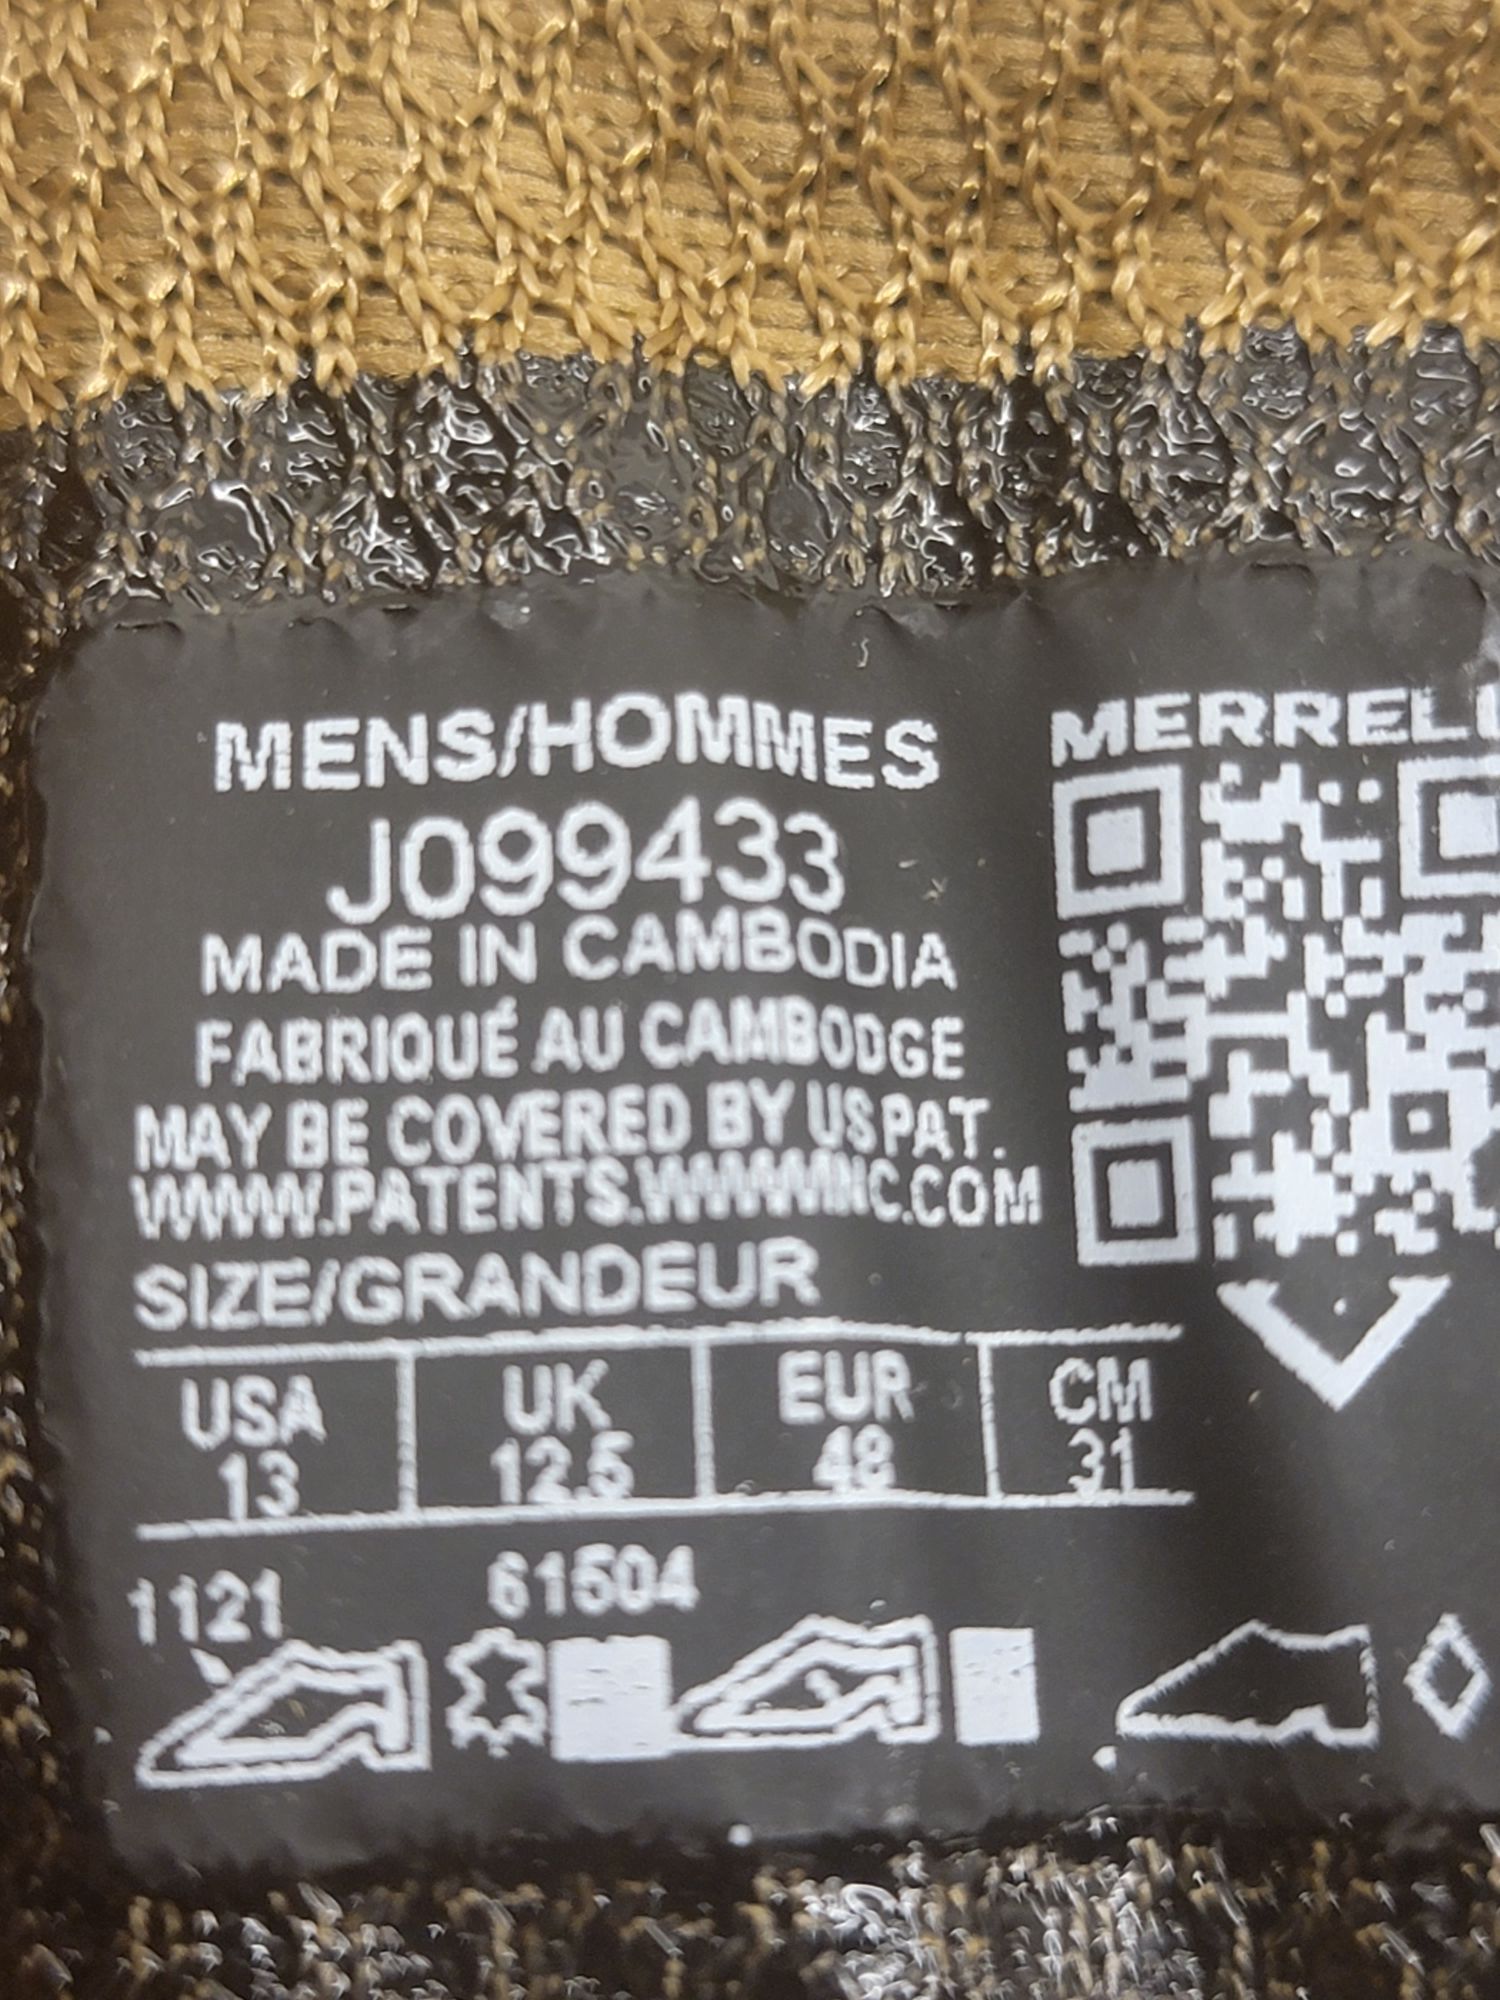 MENS/HOMMES
J099433
MADE IN CAMBODIA
FABRIQUÉ AU CAMBODGE
MAY BE COVERED BY US PAT.
WWW.PATENTS.WWWINC.COM
SIZE/GRANDEUR
USA UK EUR CM
13 12.5 48 31
1121 61504
MERRELL